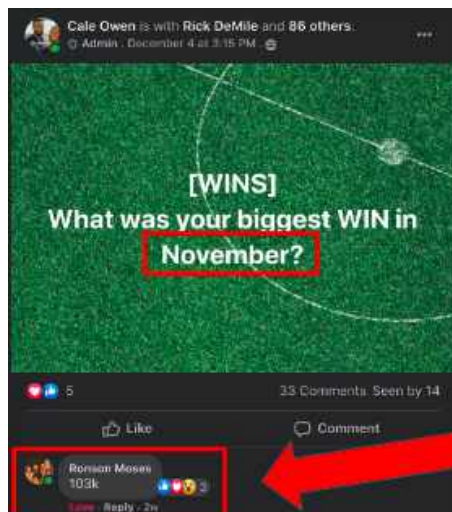 Cale Owen is with Rick DeMile and 86 others.
Admin · December 4 at 3:15 PM ·
[WINS]
What was your biggest WIN in
November?
5
33 Comments Seen by 14
Like
Comment
Ronson Moses
103k
3
Love · Reply · 2w